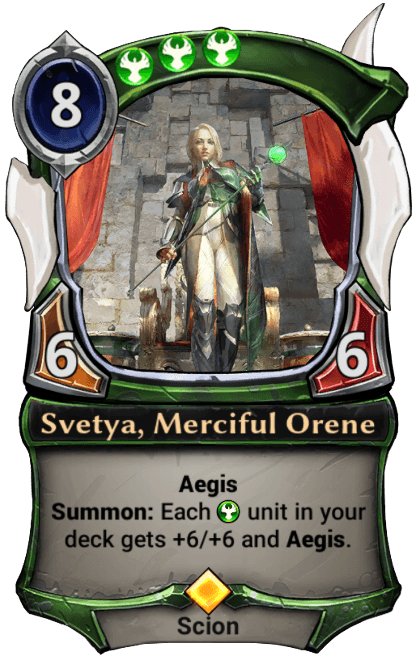 8
6
6
Svetya, Merciful Orene
Aegis
Summon: Each unit in your
deck gets +6/+6 and Aegis.
Scion